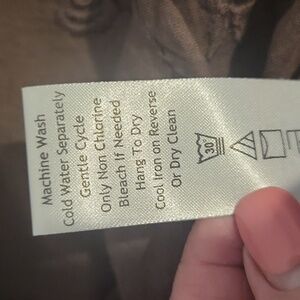 Machine Wash
Cold Water Separately
Gentle Cycle
Only Non Chlorine
Bleach If Needed
Hang To Dry
Cool Iron on Reverse
Or Dry Clean
30°